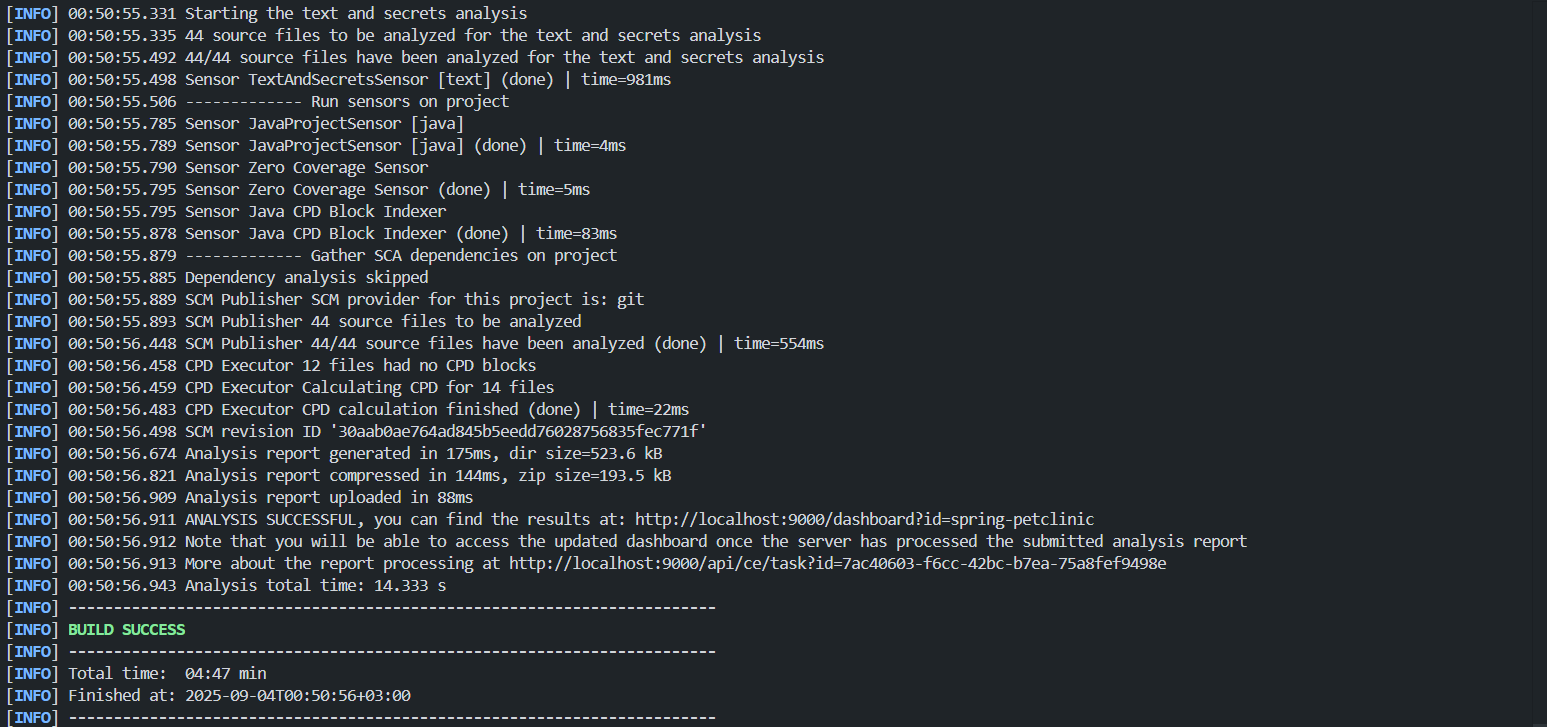 [INFO] 00:50:55.331 Starting the text and secrets analysis
[INFO] 00:50:55.335 44 source files to be analyzed for the text and secrets analysis
[INFO] 00:50:55.492 44/44 source files have been analyzed for the text and secrets analysis
[INFO] 00:50:55.498 Sensor TextAndSecretsSensor [text] (done) | time=981ms
[INFO] 00:50:55.506 ------------- Run sensors on project
[INFO] 00:50:55.785 Sensor JavaProjectSensor [java]
[INFO] 00:50:55.789 Sensor JavaProjectSensor [java] (done) | time=4ms
[INFO] 00:50:55.790 Sensor Zero Coverage Sensor
[INFO] 00:50:55.795 Sensor Zero Coverage Sensor (done) | time=5ms
[INFO] 00:50:55.795 Sensor Java CPD Block Indexer
[INFO] 00:50:55.878 Sensor Java CPD Block Indexer (done) | time=83ms
[INFO] 00:50:55.879 ------------- Gather SCA dependencies on project
[INFO] 00:50:55.885 Dependency analysis skipped
[INFO] 00:50:55.889 SCM Publisher SCM provider for this project is: git
[INFO] 00:50:55.893 SCM Publisher 44 source files to be analyzed
[INFO] 00:50:56.448 SCM Publisher 44/44 source files have been analyzed (done) | time=554ms
[INFO] 00:50:56.458 CPD Executor 12 files had no CPD blocks
[INFO] 00:50:56.459 CPD Executor Calculating CPD for 14 files
[INFO] 00:50:56.483 CPD Executor CPD calculation finished (done) | time=22ms
[INFO] 00:50:56.498 SCM revision ID '30aab0ae764ad845b5eedd76028756835fec771f'
[INFO] 00:50:56.674 Analysis report generated in 175ms, dir size=523.6 kB
[INFO] 00:50:56.821 Analysis report compressed in 144ms, zip size=193.5 kB
[INFO] 00:50:56.909 Analysis report uploaded in 88ms
[INFO] 00:50:56.911 ANALYSIS SUCCESSFUL, you can find the results at: http://localhost:9000/dashboard?id=spring-petclinic
[INFO] 00:50:56.912 Note that you will be able to access the updated dashboard once the server has processed the submitted analysis report
[INFO] 00:50:56.913 More about the report processing at http://localhost:9000/api/ce/task?id=7ac40603-f6cc-42bc-b7ea-75a8fef9498e
[INFO] 00:50:56.943 Analysis total time: 14.333 s
[INFO] ------------------------------------------------------------------------
[INFO] BUILD SUCCESS
[INFO] ------------------------------------------------------------------------
[INFO] Total time:  04:47 min
[INFO] Finished at: 2025-09-04T00:50:56+03:00
[INFO] ------------------------------------------------------------------------